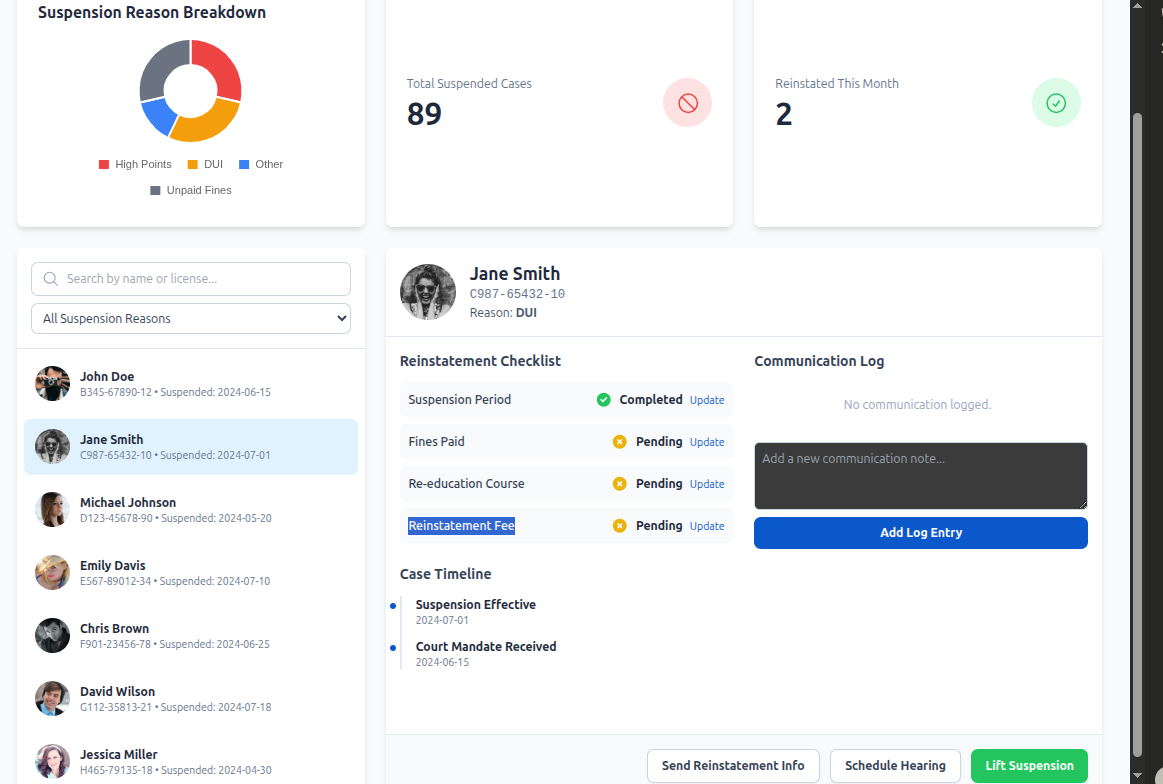 Suspension Reason Breakdown
High Points
DUI
Other
Unpaid Fines
Total Suspended Cases
89
Reinstated This Month
2
Search by name or license...
All Suspension Reasons
John Doe
B345-67890-12 • Suspended: 2024-06-15
Jane Smith
C987-65432-10 • Suspended: 2024-07-01
Michael Johnson
D123-45678-90 • Suspended: 2024-05-20
Emily Davis
E567-89012-34 • Suspended: 2024-07-10
Chris Brown
F901-23456-78 • Suspended: 2024-06-25
David Wilson
G112-35813-21 • Suspended: 2024-07-18
Jessica Miller
H465-79135-18 • Suspended: 2024-04-30
Jane Smith
C987-65432-10
Reason: DUI
Reinstatement Checklist
Suspension Period Completed Update
Fines Paid Pending Update
Re-education Course Pending Update
Reinstatement Fee Pending Update
Case Timeline
Suspension Effective
2024-07-01
Court Mandate Received
2024-06-15
Communication Log
No communication logged.
Add a new communication note...
Add Log Entry
Send Reinstatement Info
Schedule Hearing
Lift Suspension